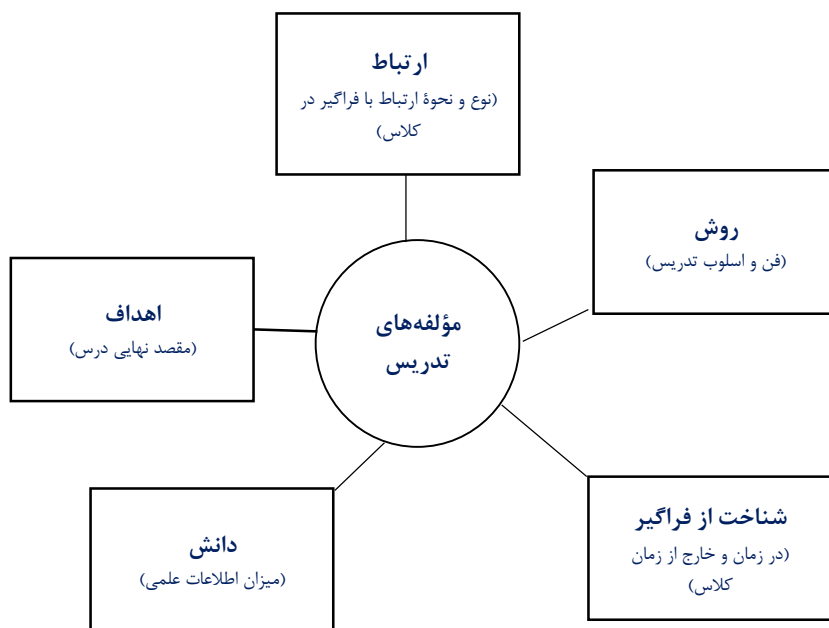 ارتباط
(نوع و نحوۀ ارتباط با فراگیر در
کلاس)
روش
(فن و اسلوب تدریس)
اهداف
(مقصد نهایی درس)
مؤلفه‌های
تدریس
شناخت از فراگیر
(در زمان و خارج از زمان
کلاس)
دانش
(میزان اطلاعات علمی)